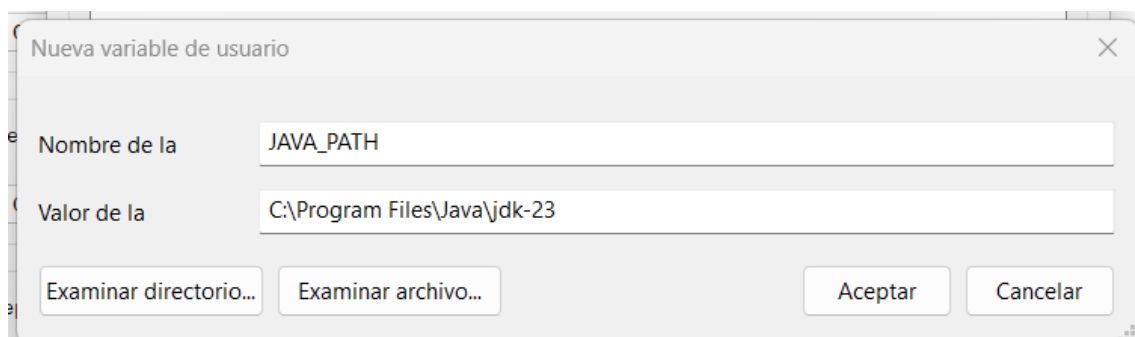 Nueva variable de usuario
Nombre de la
JAVA_PATH
Valor de la
C:\Program Files\Java\jdk-23
Examinar directorio... Examinar archivo... Aceptar Cancelar